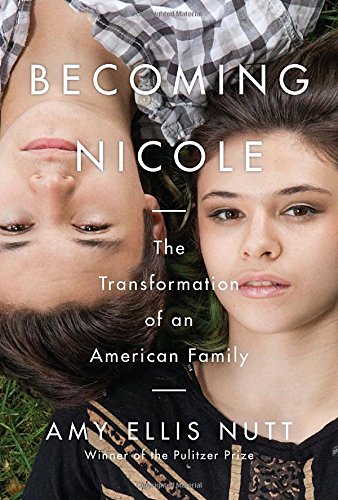 BECOMING
NICOLE
The
Transformation
of an
American Family
AMY ELLIS NUTT
Winner of the Pulitzer Prize